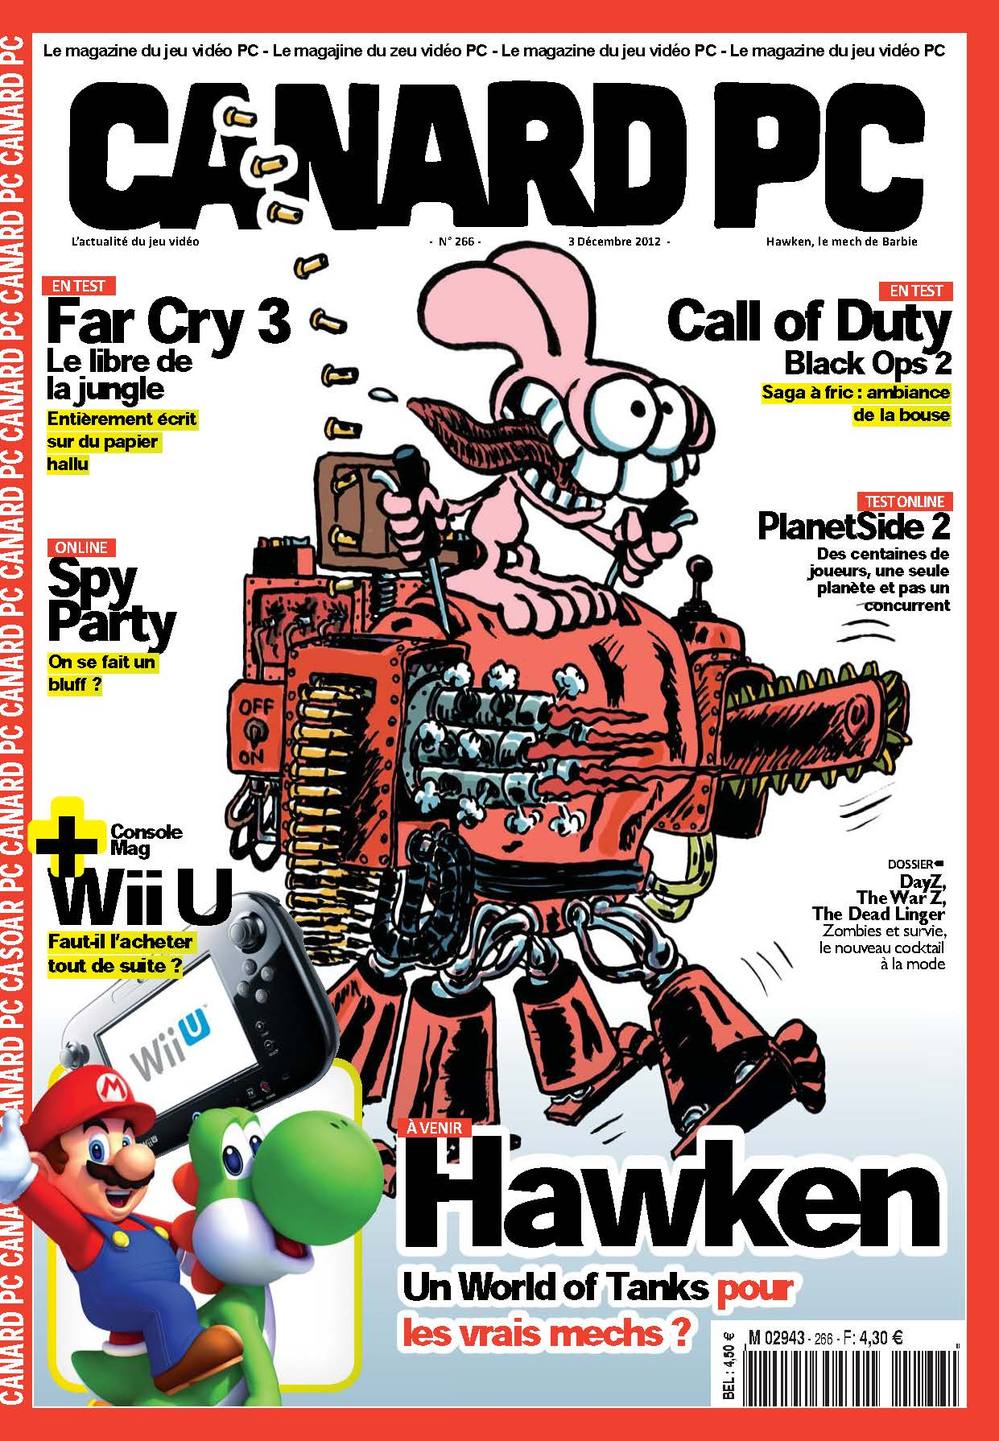 Le magazine du jeu vidéo PC - Le magajine du zeu vidéo PC - Le magazine du jeu vidéo PC - Le magazine du jeu vidéo PC
CANARD PC
L'actualité du jeu vidéo - N° 266 - 3 Décembre 2012 - Hawken, le mech de Barbie
EN TEST
Far Cry 3
Le libre de
la jungle
Entièrement écrit
sur du papier
hallu
EN TEST
Call of Duty
Black Ops 2
Saga à fric : ambiance
de la bouse
TEST ONLINE
PlanetSide 2
Des centaines de
joueurs, une seule
planète et pas un
concurrent
ONLINE
Spy
Party
On se fait un
bluff ?
OFF
ON
+ Console
Mag
Wii U
Faut-il l'acheter
tout de suite ?
Wii U
DOSSIER
DayZ,
The War Z,
The Dead Linger
Zombies et survie,
le nouveau cocktail
à la mode
M
À VENIR
Hawken
Un World of Tanks pour
les vrais mechs ?
BEL : 4,50 €
M 02943 - 266 - F: 4,30 €
CANARD PC CANARD PC CASOAR PC CANARD PC CANARD PC CANARD PC CANARD PC CANARD PC CANARD PC CANARD PC